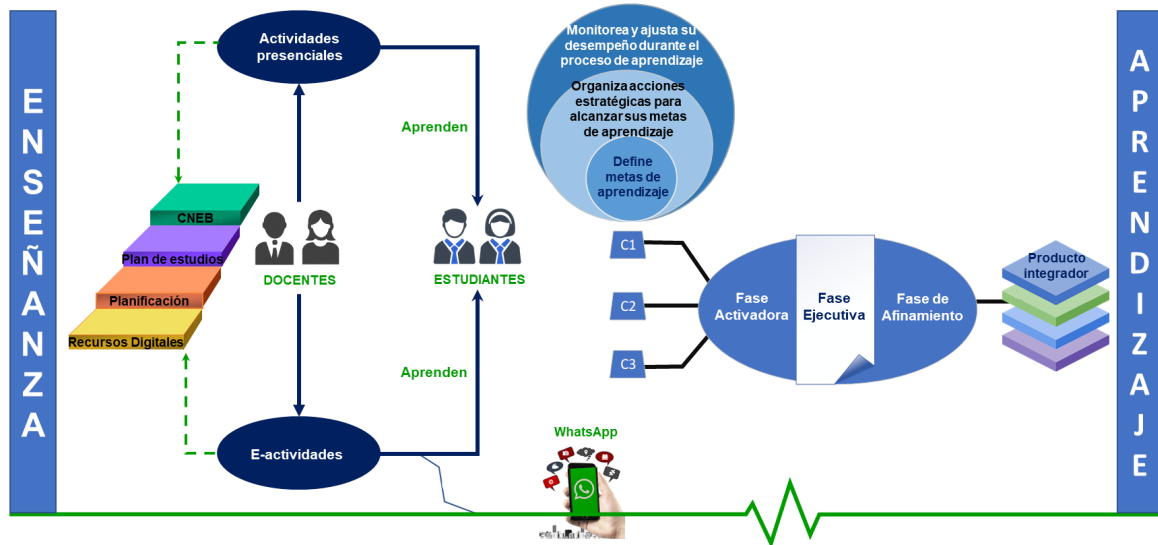 ENSEÑANZA
Actividades
presenciales
Aprenden
CNEB
Plan de estudios
Planificación
Recursos Digitales
DOCENTES
ESTUDIANTES
Aprenden
E-actividades
WhatsApp
Monitorea y ajusta su
desempeño durante el
proceso de aprendizaje
Organiza acciones
estratégicas para
alcanzar sus metas
de aprendizaje
Define
metas de
aprendizaje
C1
C2
C3
Fase
Activadora
Fase
Ejecutiva
Fase de
Afinamiento
Producto
integrador
APRENDIZAJE